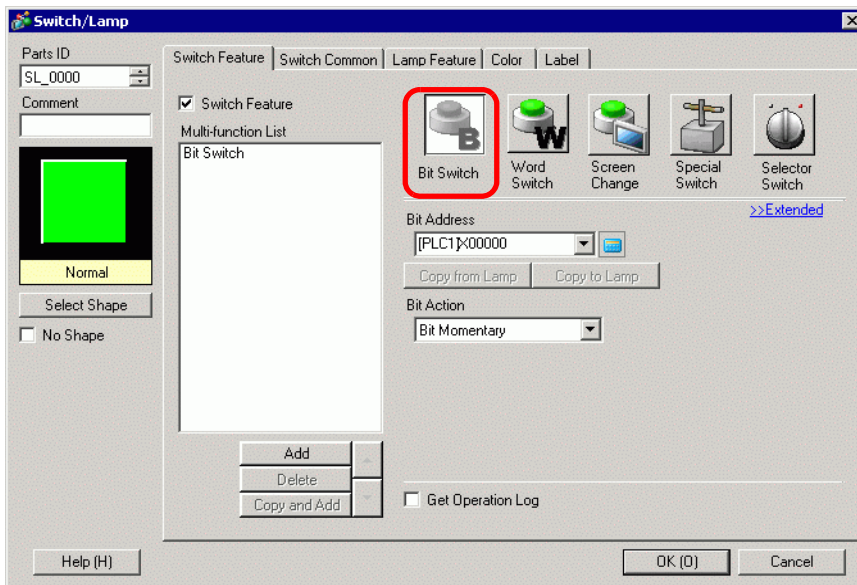 Switch/Lamp
Parts ID
SL_0000
Comment
Normal
Select Shape
No Shape
Switch Feature
Switch Common
Lamp Feature
Color
Label
Switch Feature
Multi-function List
Bit Switch
Add
Delete
Copy and Add
B
Bit Switch
W
Word
Switch
Screen
Change
Special
Switch
Selector
Switch
>>Extended
Bit Address
[PLC1]X00000
Copy from Lamp
Copy to Lamp
Bit Action
Bit Momentary
Get Operation Log
Help (H)
OK (O)
Cancel